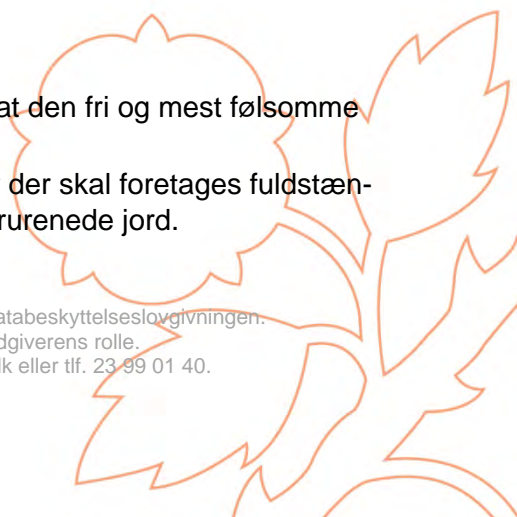 at den fri og mest følsomme
der skal foretages fuldstæn-
rurenede jord.
atabeskyttelseslovgivningen.
dgiverens rolle.
lk eller tlf. 23 99 01 40.